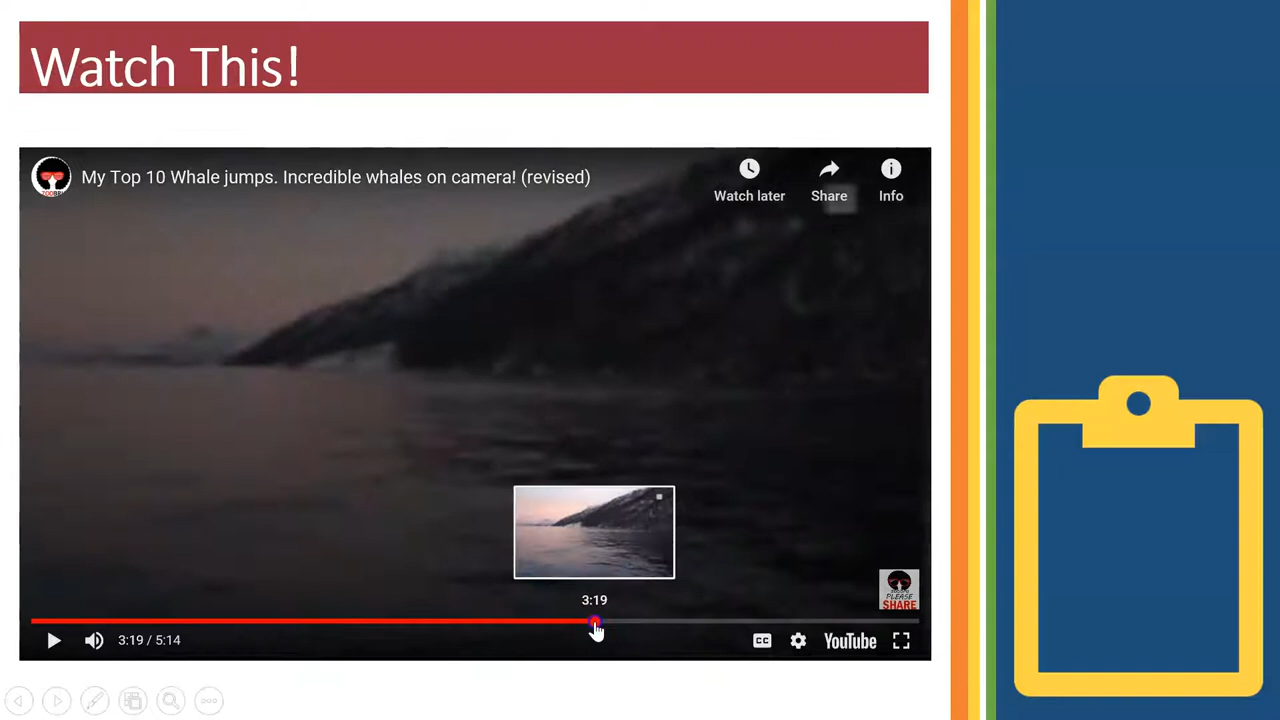 Watch This!
My Top 10 Whale jumps. Incredible whales on camera! (revised)
Watch later
Share
Info
3:19
PLEASE
SHARE
3:19 / 5:14
CC
YouTube